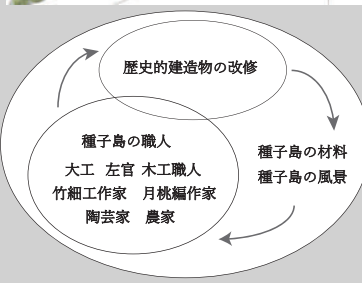 歴史的建造物の改修
種子島の職人
大工 左官 木工職人
竹細工作家 月桃編作家
陶芸家 農家
種子島の材料
種子島の風景